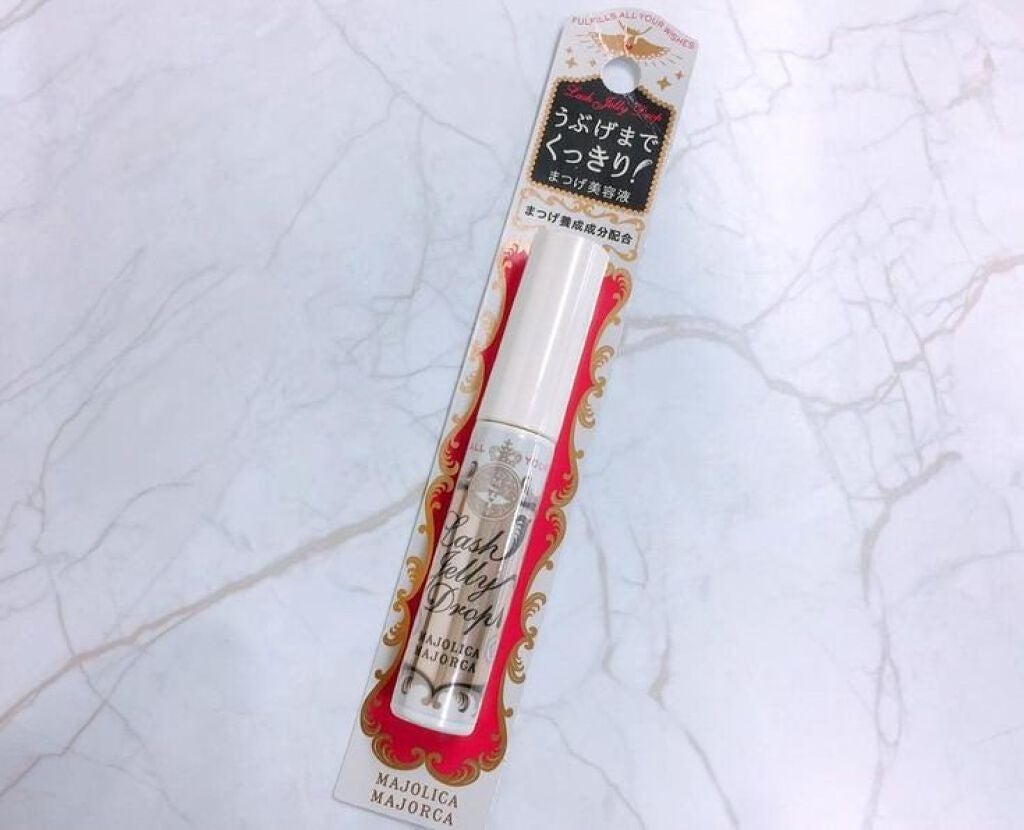 FULFILLS ALL YOUR WISHES
Lash Jelly Drop
うぶげまで
くっきり!
まつげ美容液
まつげ養成成分配合
ALL YOUR
Lash
Jelly
Drop
MAJOLICA
MAJORCA
MAJOLICA
MAJORCA